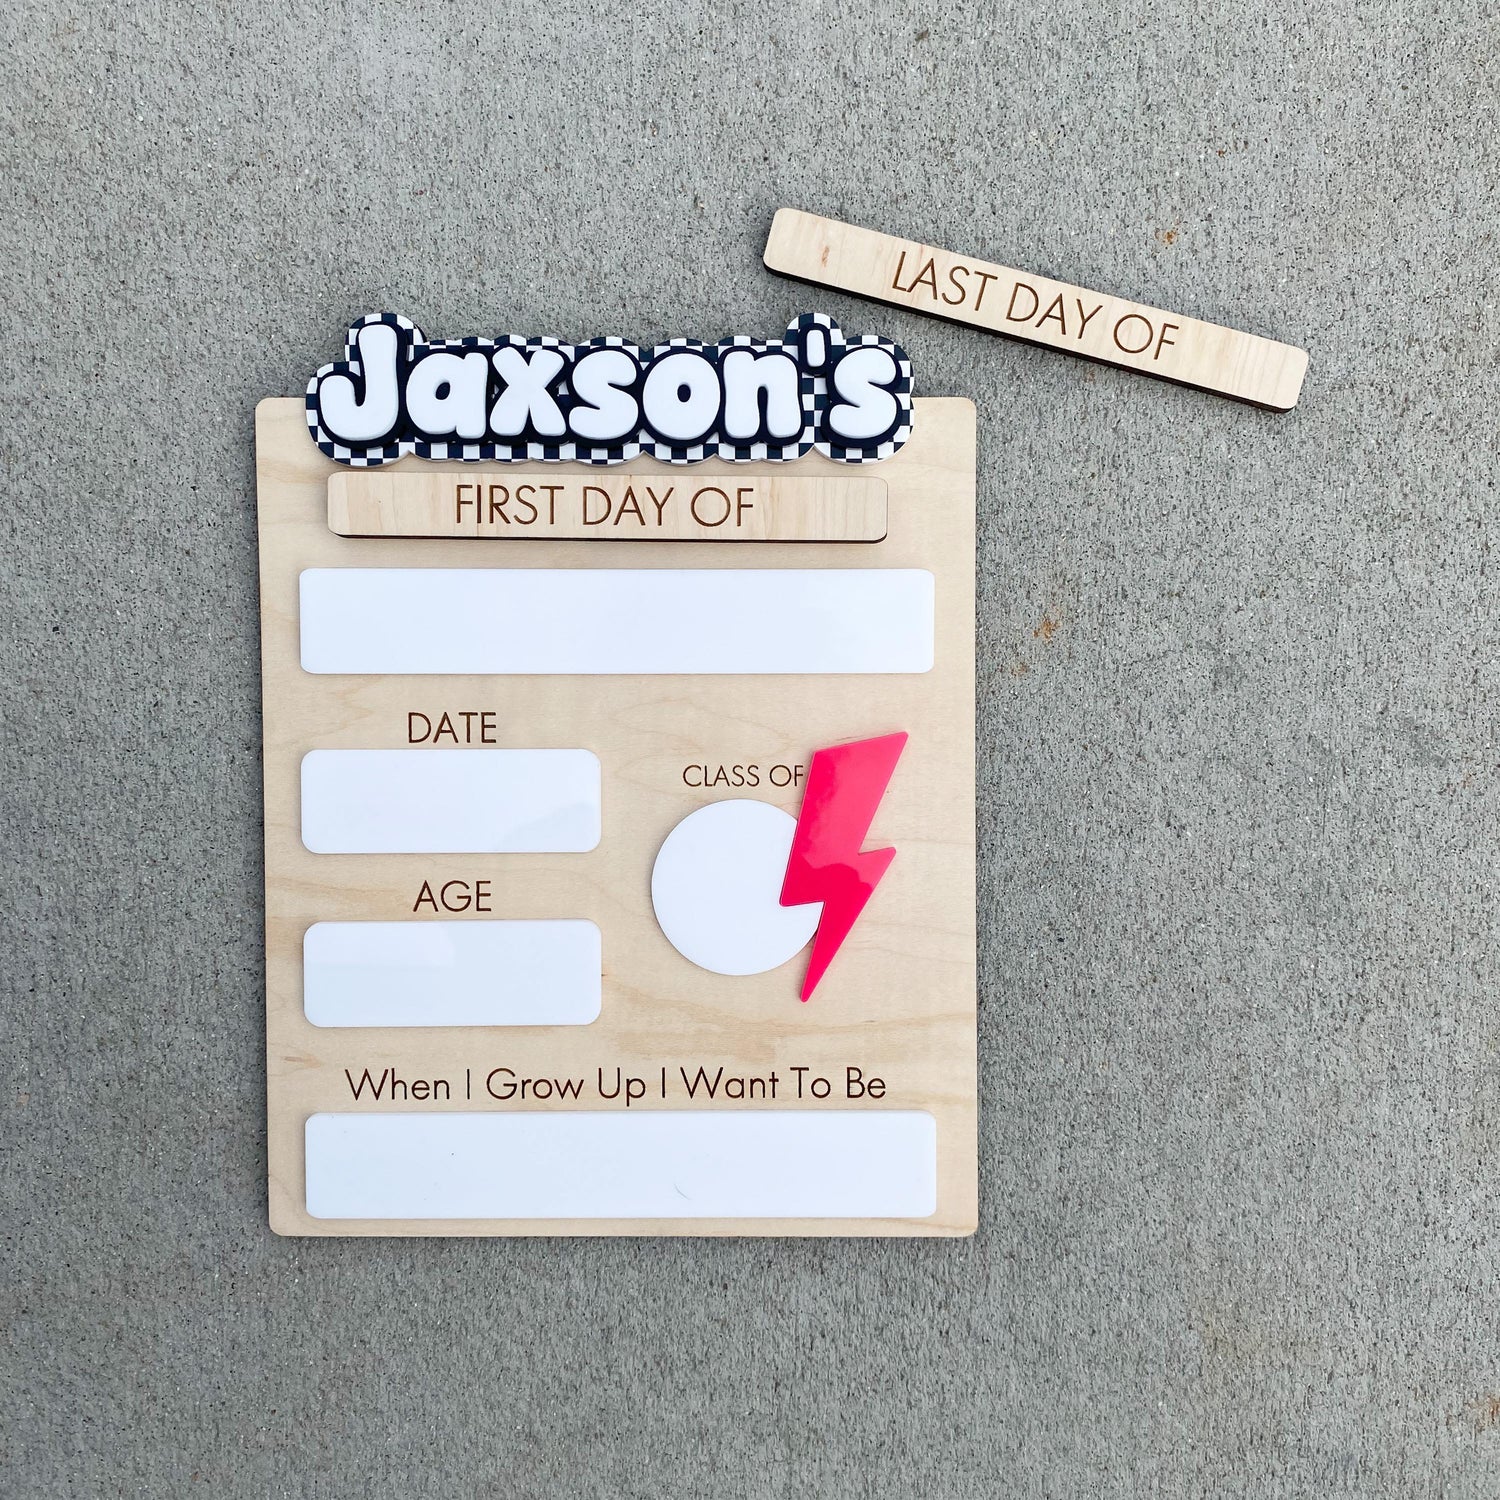 LAST DAY OF
Jaxson's
FIRST DAY OF
DATE
CLASS OF
AGE
When I Grow Up I Want To Be